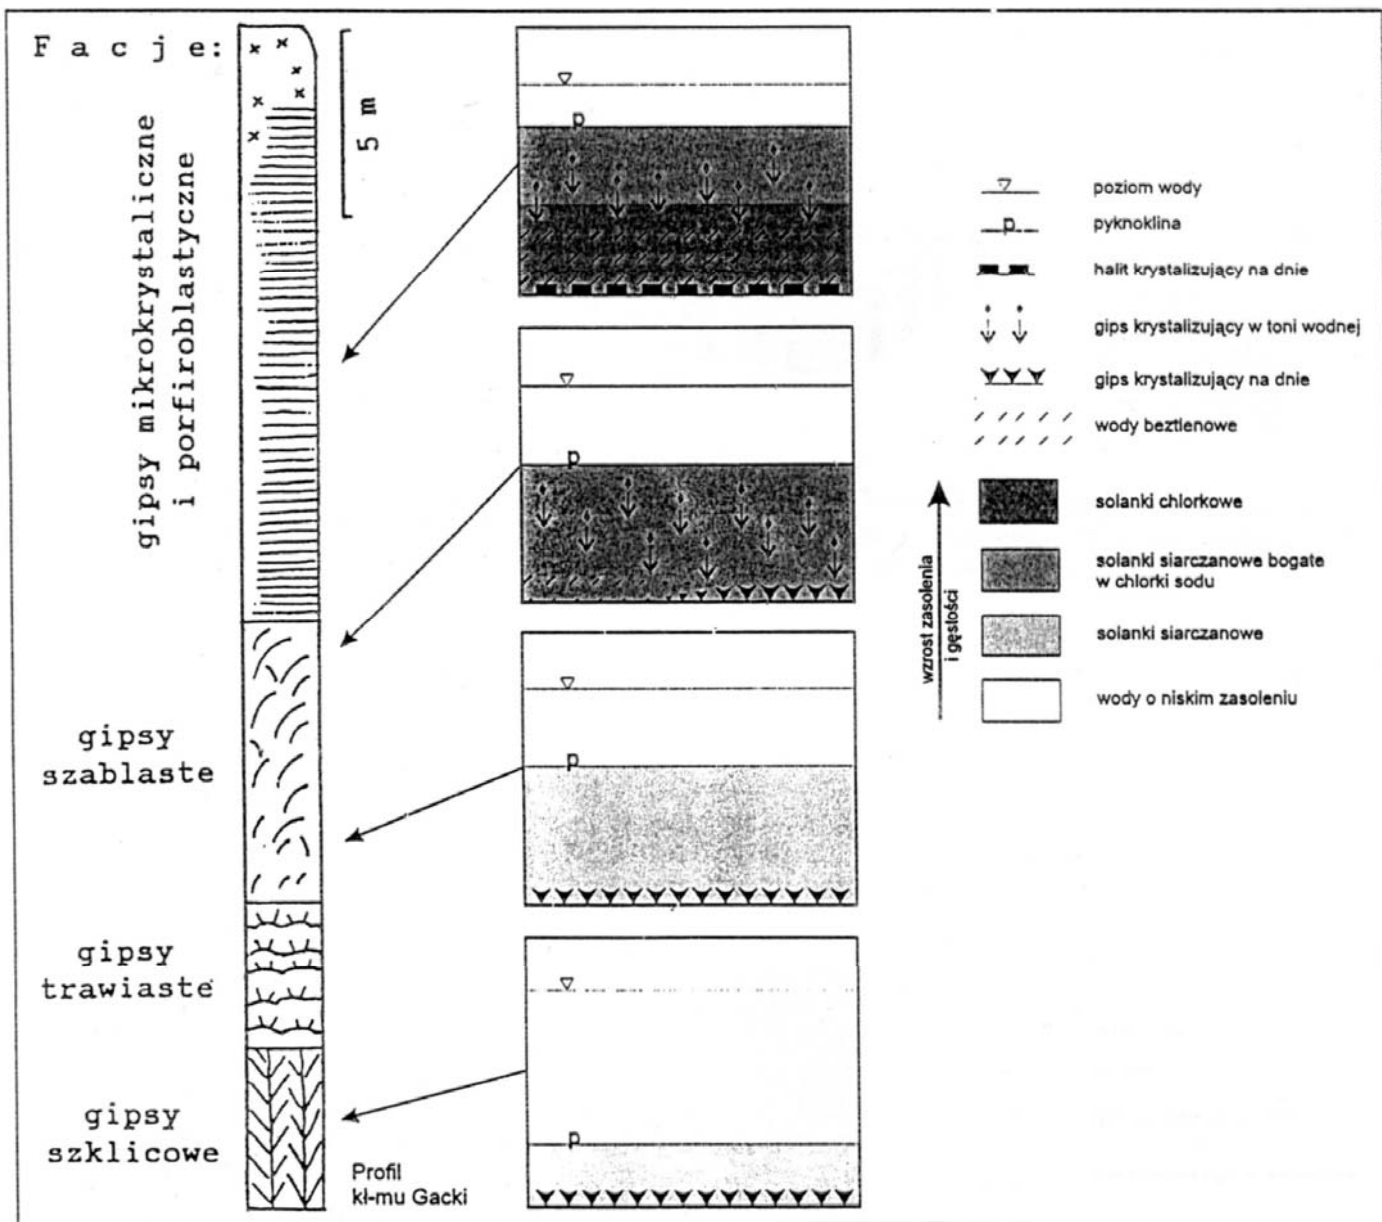 F a c j e:
5 m
gipsy mikrokrystaliczne
i porfiroblastyczne
gipsy
szablaste
gipsy
trawiaste
gipsy
szklicowe
Profil
kł-mu Gacki
p
p
p
p
poziom wody
p
pyknoklina
halit krystalizujący na dnie
gips krystalizujący w toni wodnej
gips krystalizujący na dnie
wody beztlenowe
wzrost zasolenia
i gęstości
solanki chlorkowe
solanki siarczanowe bogate
w chlorki sodu
solanki siarczanowe
wody o niskim zasoleniu